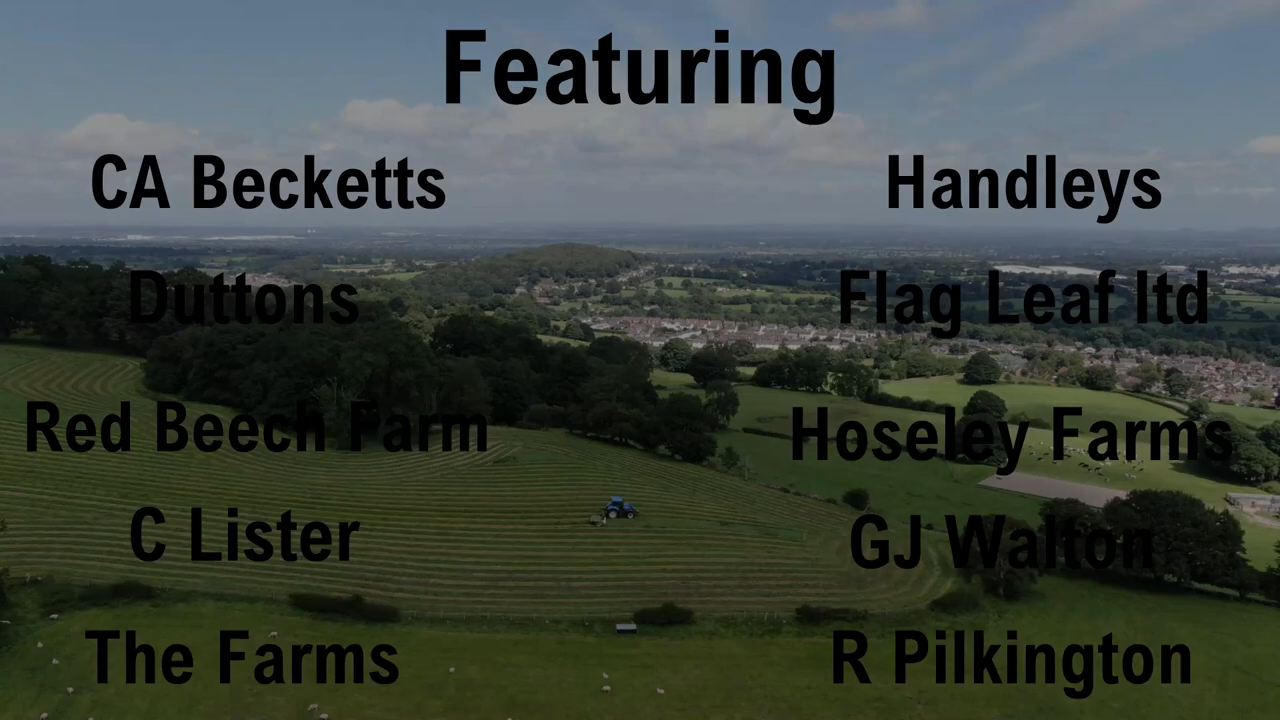 Featuring
CA Becketts
Handleys
Duttons
Flag Leaf ltd
Red Beech Farm
Hoseley Farms
C Lister
GJ Walton
The Farms
R Pilkington